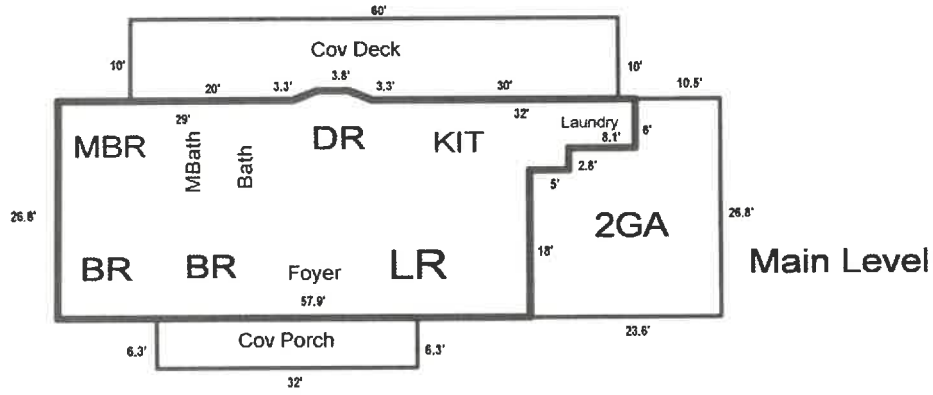 60'
Cov Deck
10'
10'
3.8'
20'
3.3'
3.3'
30'
10.5'
29'
32'
Laundry
8.1'
6'
MBR
MBath
Bath
DR
KIT
2.8'
5'
26.8'
2GA
26.8'
18'
Main Level
BR
BR
Foyer
LR
57.9'
23.6'
6.3'
Cov Porch
6.3'
32'